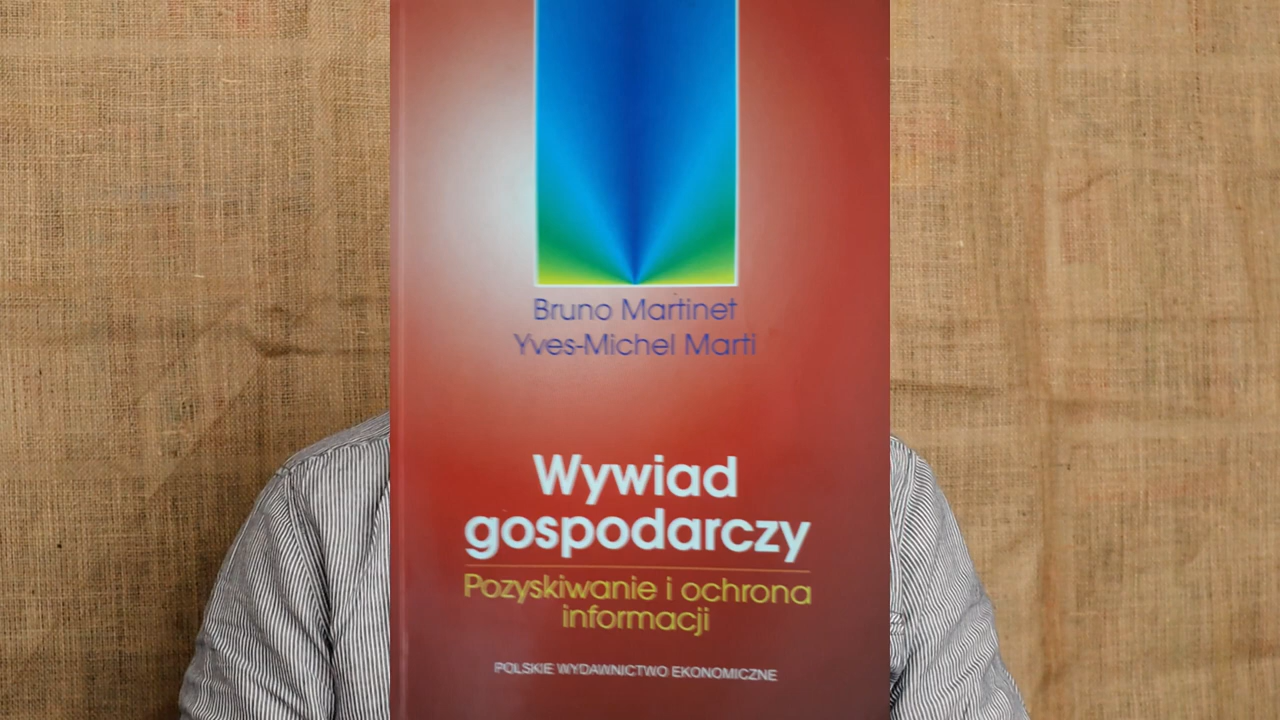 Bruno Martinet
Yves-Michel Marti
Wywiad
gospodarczy
Pozyskiwanie i ochrona
informacji
POLSKIE WYDAWNICTWO EKONOMICZNE